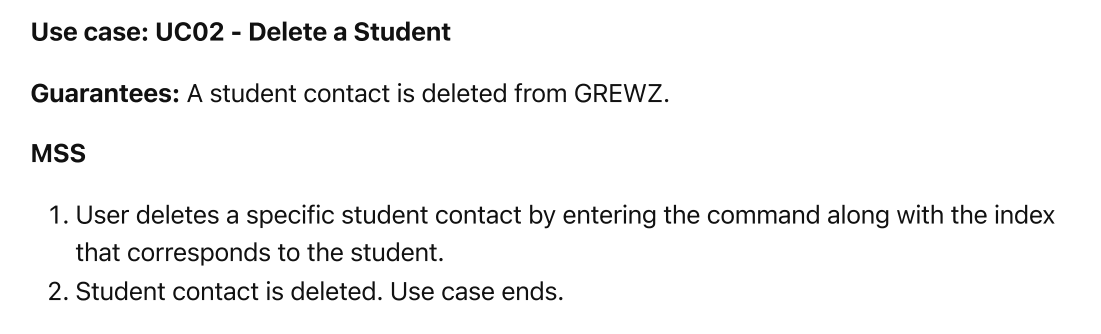 Use case: UC02 - Delete a Student
Guarantees: A student contact is deleted from GREWZ.
MSS
1. User deletes a specific student contact by entering the command along with the index
that corresponds to the student.
2. Student contact is deleted. Use case ends.